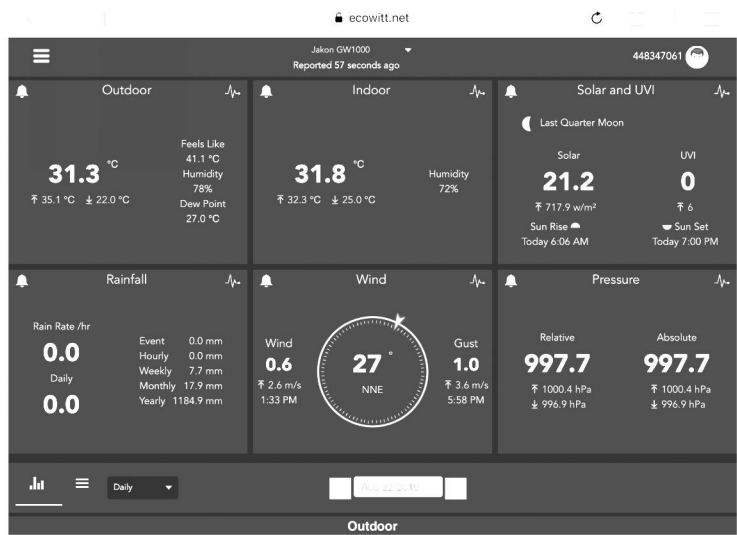 ecowitt.net
Jakon GW1000
Reported 57 seconds ago
448347061
Outdoor
31.3 °C
35.1 °C 22.0 °C
Feels Like
41.1 °C
Humidity
78%
Dew Point
27.0 °C
Indoor
31.8 °C
32.3 °C 25.0 °C
Humidity
72%
Solar and UVI
Last Quarter Moon
Solar
21.2
717.9 w/m²
UVI
0
6
Sun Rise
Today 6:06 AM
Sun Set
Today 7:00 PM
Rainfall
Rain Rate /hr
0.0
Daily
0.0
Event 0.0 mm
Hourly 0.0 mm
Weekly 7.7 mm
Monthly 17.9 mm
Yearly 1184.9 mm
Wind
Wind
0.6
2.6 m/s
1:33 PM
27 °
NNE
Gust
1.0
3.6 m/s
5:58 PM
Pressure
Relative
997.7
1000.4 hPa
996.9 hPa
Absolute
997.7
1000.4 hPa
996.9 hPa
Daily
Aug 22 2019
Outdoor